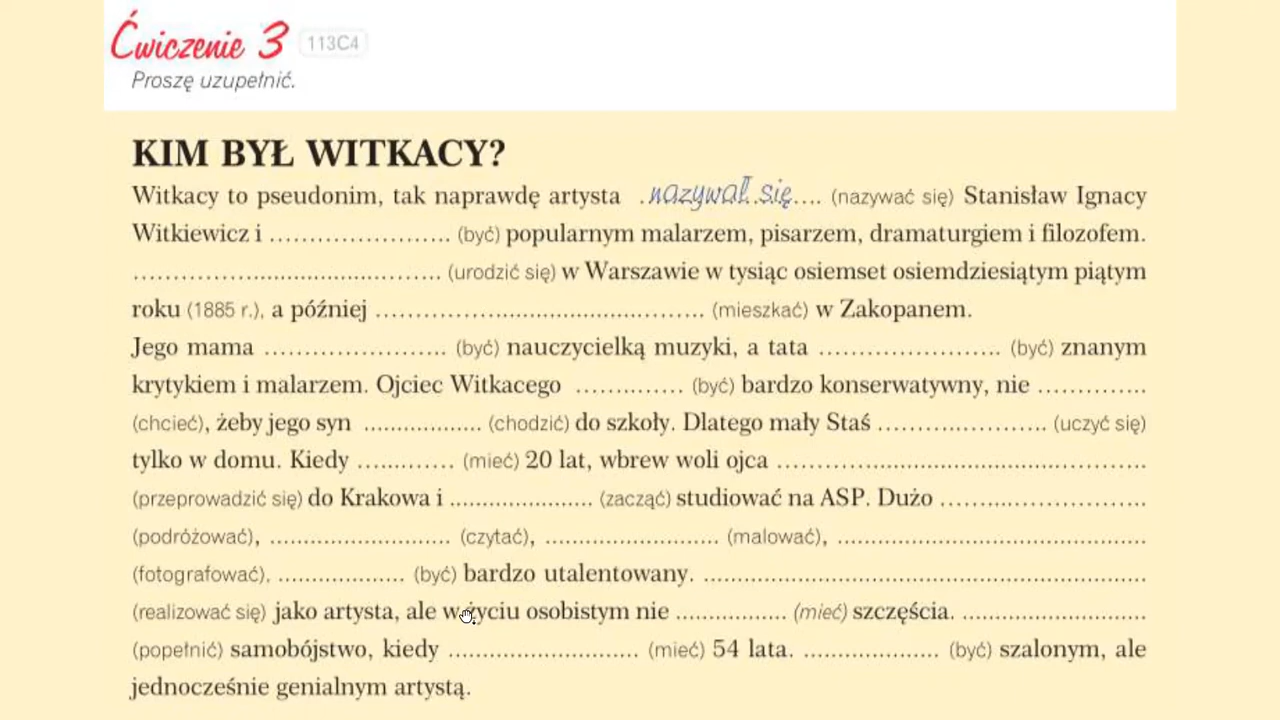 Ćwiczenie 3 113C4
Proszę uzupełnić.
KIM BYŁ WITKACY?
Witkacy to pseudonim, tak naprawdę artysta .nazywał się.... (nazywać się) Stanisław Ignacy
Witkiewicz i .............................. (być) popularnym malarzem, pisarzem, dramaturgiem i filozofem.
.................................................... (urodzić się) w Warszawie w tysiąc osiemset osiemdziesiątym piątym
roku (1885 r.), a później ....................................................... (mieszkać) w Zakopanem.
Jego mama .............................. (być) nauczycielką muzyki, a tata .............................. (być) znanym
krytykiem i malarzem. Ojciec Witkacego .................. (być) bardzo konserwatywny, nie ..................
(chcieć), żeby jego syn .................... (chodzić) do szkoły. Dlatego mały Staś ............................ (uczyć się)
tylko w domu. Kiedy ................ (mieć) 20 lat, wbrew woli ojca ..............................................................
(przeprowadzić się) do Krakowa i ........................ (zacząć) studiować na ASP. Dużo ..................................
(podróżować), .............................. (czytać), ............................. (malować), ....................................................
(fotografować), ..................... (być) bardzo utalentowany. ..........................................................................
(realizować się) jako artysta, ale w życiu osobistym nie .................. (mieć) szczęścia. ...............................
(popełnić) samobójstwo, kiedy ................................ (mieć) 54 lata. ....................... (być) szalonym, ale
jednocześnie genialnym artystą.